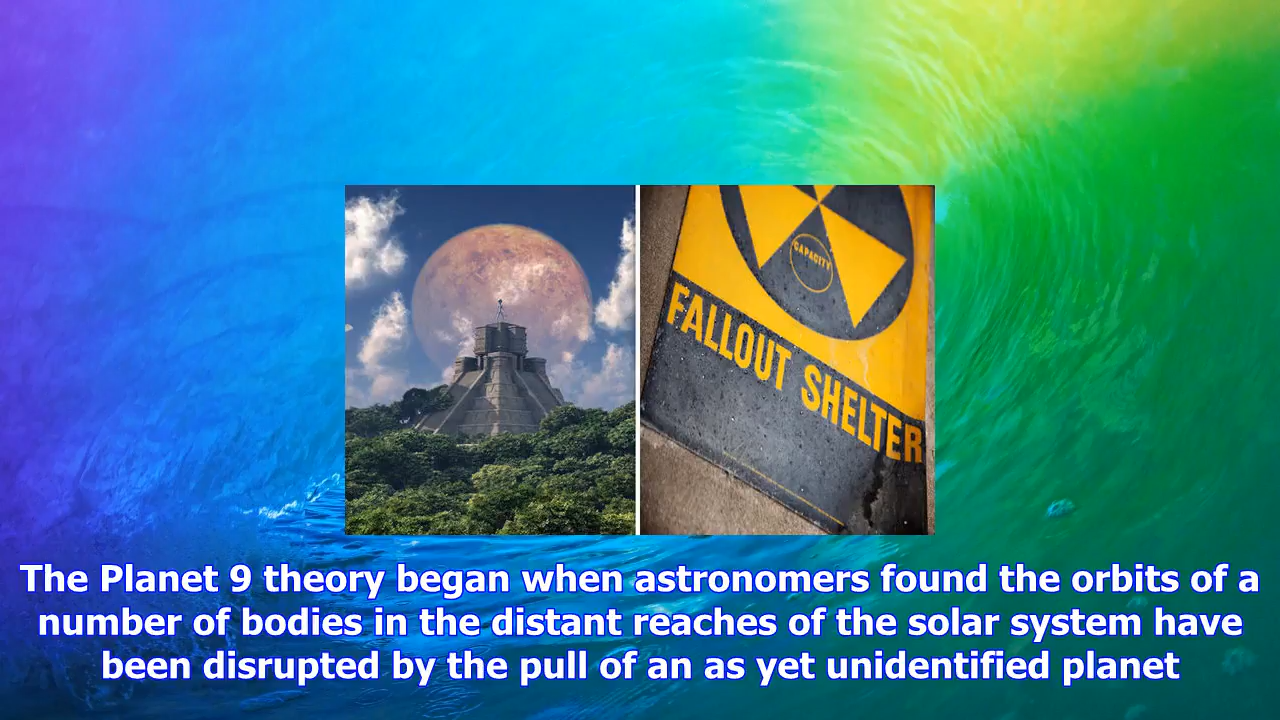 CAPACITY
FALLOUT SHELTER
The Planet 9 theory began when astronomers found the orbits of a
number of bodies in the distant reaches of the solar system have
been disrupted by the pull of an as yet unidentified planet